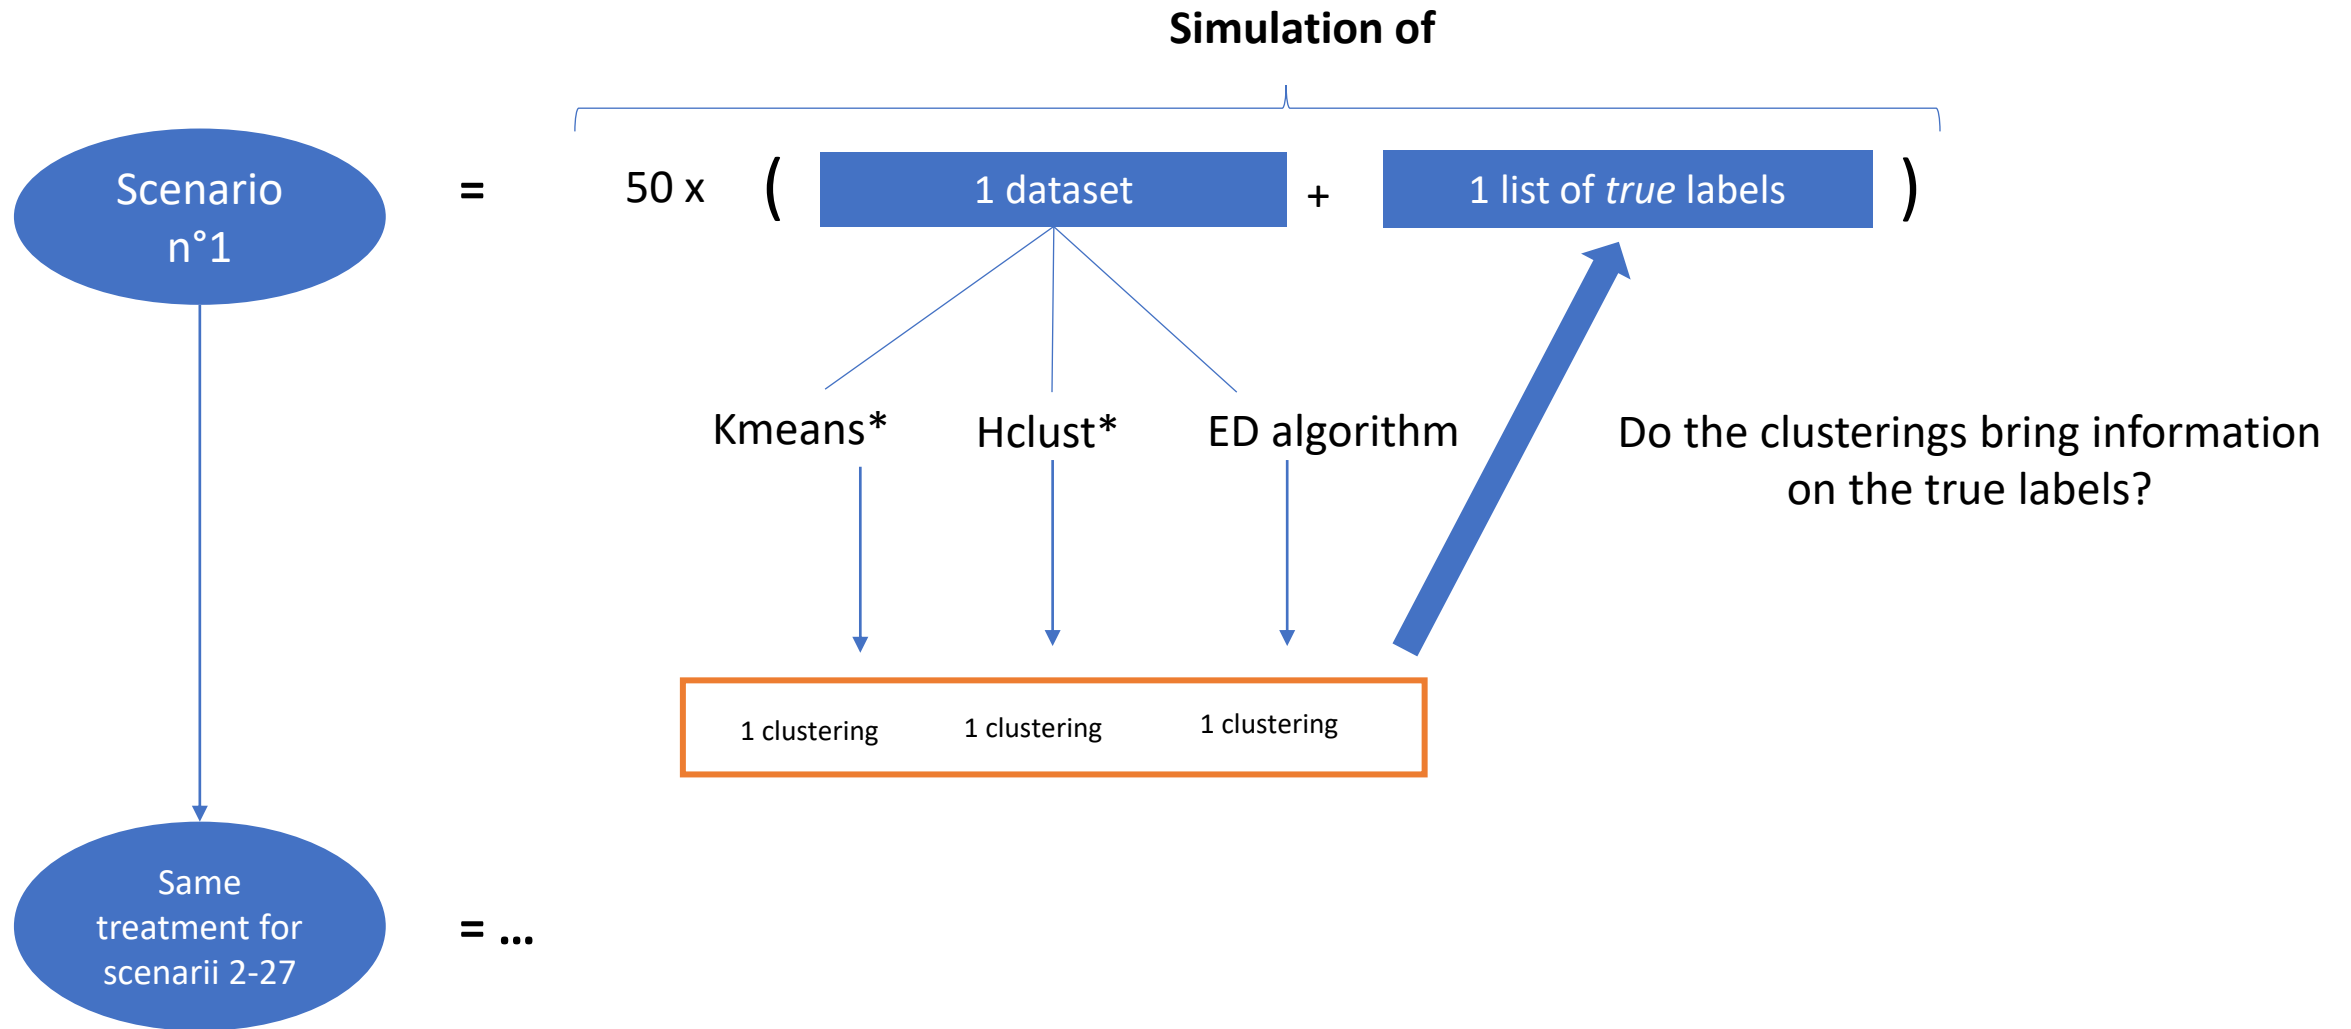 Simulation of
Scenario
n°1
=
50 x
(
1 dataset
+
1 list of true labels
)
Kmeans*
Hclust*
ED algorithm
Do the clusterings bring information
on the true labels?
1 clustering
1 clustering
1 clustering
Same
treatment for
scenarii 2-27
= ...